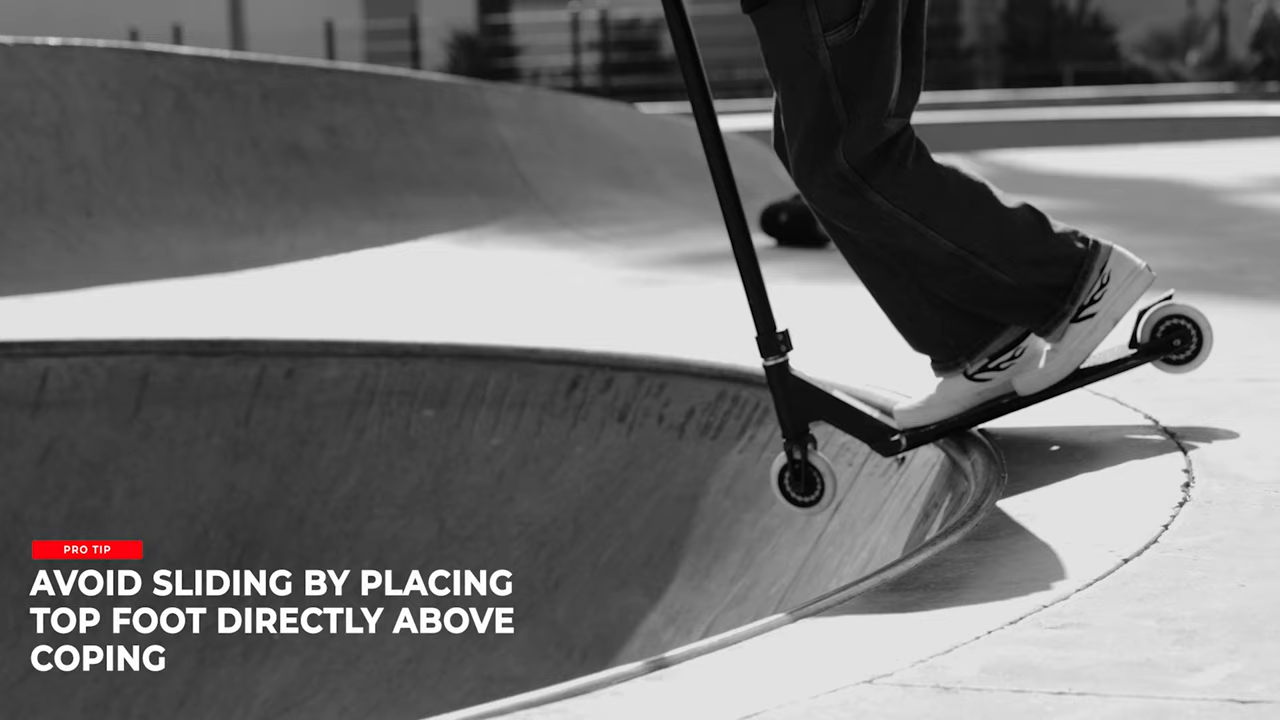 PRO TIP
AVOID SLIDING BY PLACING
TOP FOOT DIRECTLY ABOVE
COPING